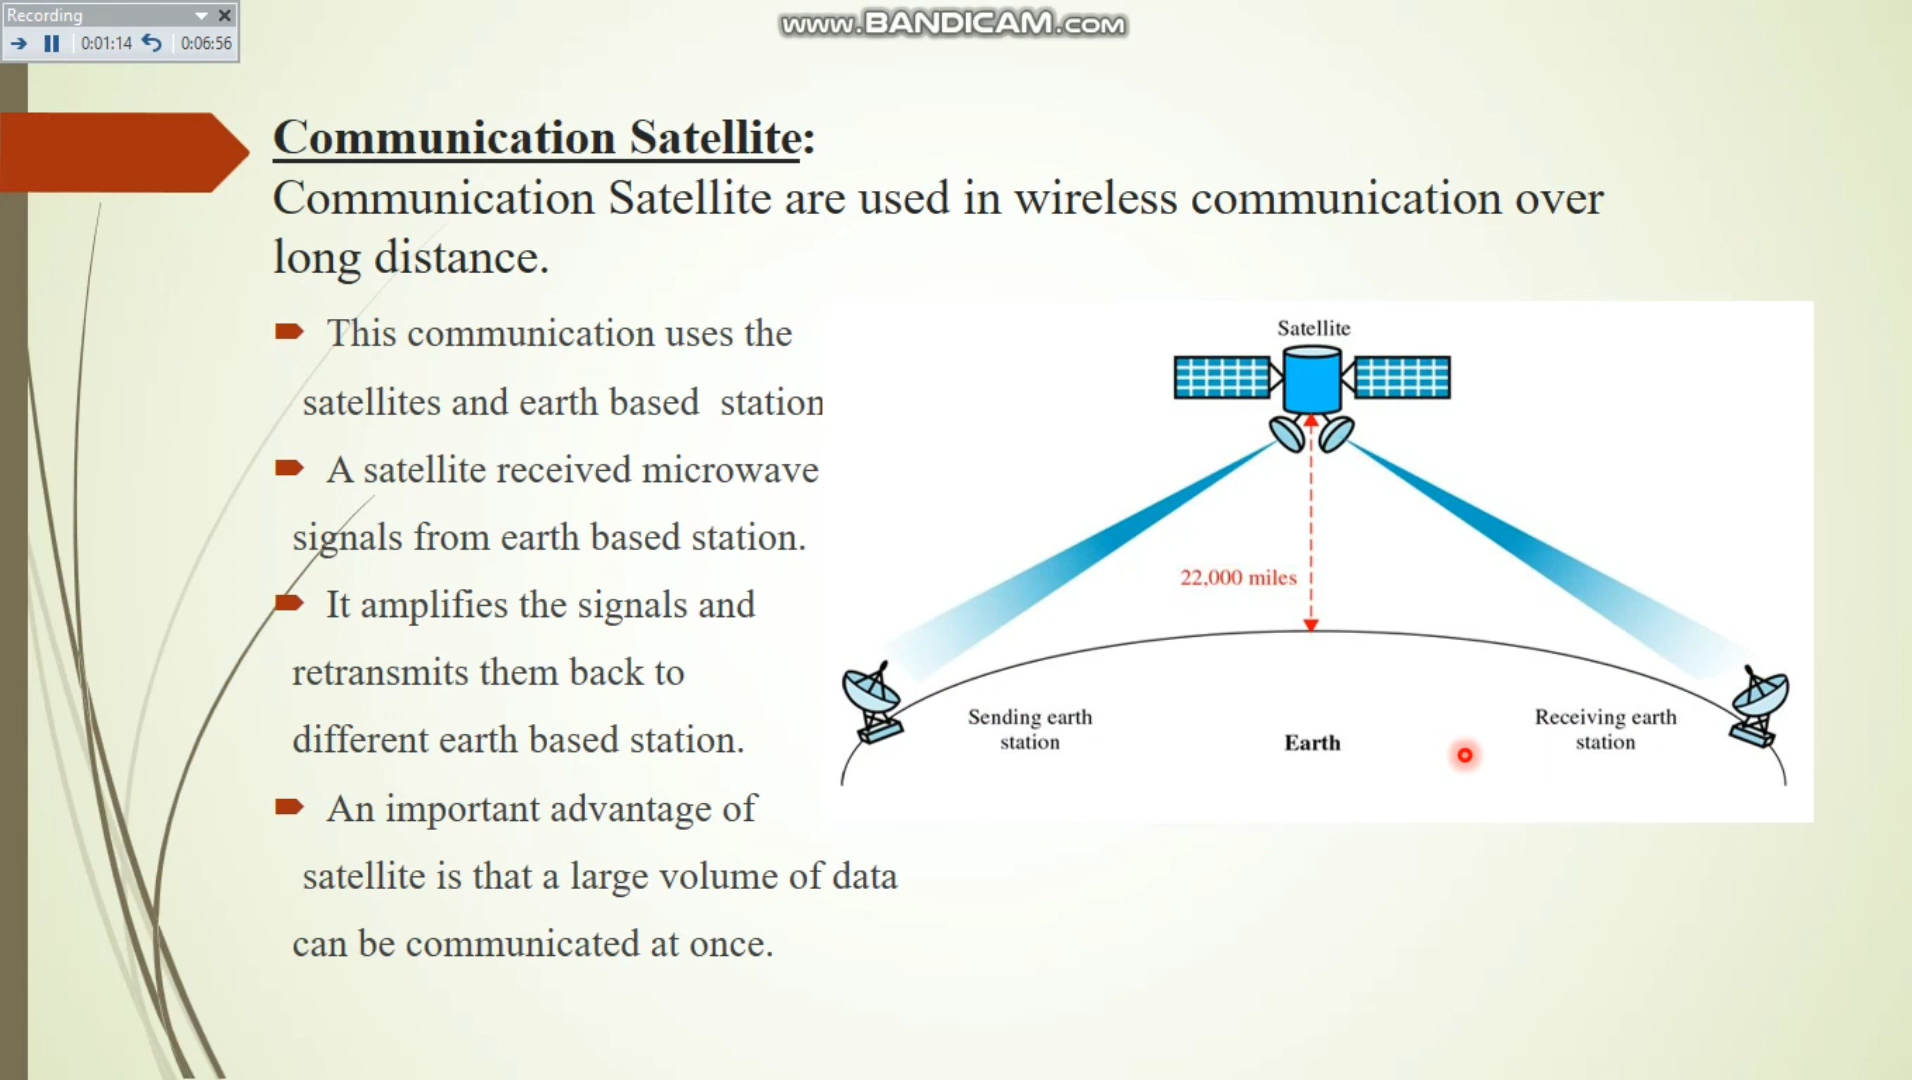 Recording
0:01:14 0:06:56
www.BANDICAM.com
Communication Satellite:
Communication Satellite are used in wireless communication over
long distance.
This communication uses the
satellites and earth based station
A satellite received microwave
signals from earth based station.
It amplifies the signals and
retransmits them back to
different earth based station.
An important advantage of
satellite is that a large volume of data
can be communicated at once.
Satellite
22,000 miles
Sending earth
station
Earth
Receiving earth
station